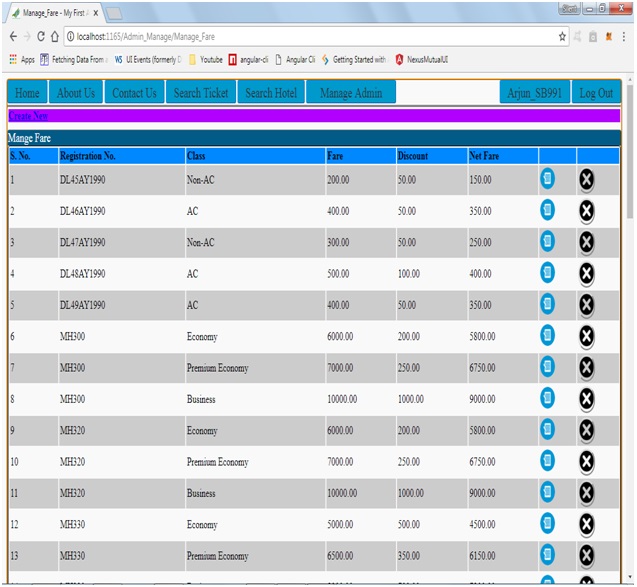 Manage_Fare - My First A
localhost:1165/Admin_Manage/Manage_Fare
Apps Fetching Data From WS UI Events (formerly D Youtube angular-cli Angular Cli Getting Started with NexusMutualUI
Home About Us Contact Us Search Ticket Search Hotel Manage Admin Arjun_SB991 Log Out
Create New
Mange Fare
S. No. Registration No. Class Fare Discount Net Fare
1 DL45AY1990 Non-AC 200.00 50.00 150.00
2 DL46AY1990 AC 400.00 50.00 350.00
3 DL47AY1990 Non-AC 300.00 50.00 250.00
4 DL48AY1990 AC 500.00 100.00 400.00
5 DL49AY1990 AC 400.00 50.00 350.00
6 MH300 Economy 6000.00 200.00 5800.00
7 MH300 Premium Economy 7000.00 250.00 6750.00
8 MH300 Business 10000.00 1000.00 9000.00
9 MH320 Economy 6000.00 200.00 5800.00
10 MH320 Premium Economy 7000.00 250.00 6750.00
11 MH320 Business 10000.00 1000.00 9000.00
12 MH330 Economy 5000.00 500.00 4500.00
13 MH330 Premium Economy 6500.00 350.00 6150.00